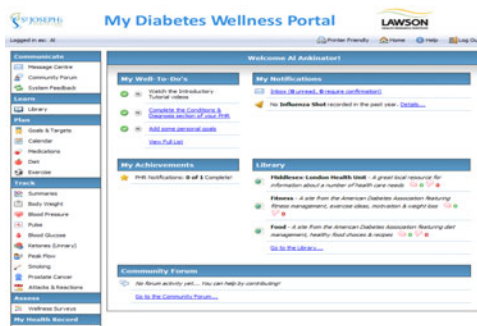 ST JOSEPH'S
My Diabetes Wellness Portal
LAWSON
Logged in as: Al
Printer Friendly Home Help Log Ou
Communicate
Message Centre
Community Forum
System Feedback
Learn
Library
Plan
Goals & Targets
Calendar
Medications
Diet
Exercise
Track
Summaries
Body Weight
Blood Pressure
Pulse
Blood Glucose
Ketones (Urinary)
Peak Flow
Smoking
Prostate Cancer
Attacks & Reactions
Assess
Wellness Surveys
My Health Record
Welcome Al Ankinator!
My Well-To-Do's
Watch the Introductory
Tutorial videos
Complete the Conditions &
Diagnosis section of your PHR
Add some personal goals
View Full List
My Notifications
Inbox (0 unread, 0 require confirmation)
No Influenza Shot recorded in the past year. Details...
My Achievements
PHR Notifications: 0 of 1 Complete!
Library
Middlesex-London Health Unit - A great local resource for
information about a number of health care needs
Fitness - A site from the American Diabetes Association featuring
fitness management, exercise ideas, motivation & weight loss
Food - A site from the American Diabetes Association featuring diet
management, healthy food choices & recipes
Go to the Library...
Community Forum
No forum activity yet... You can help by contributing!
Go to the Community Forum...